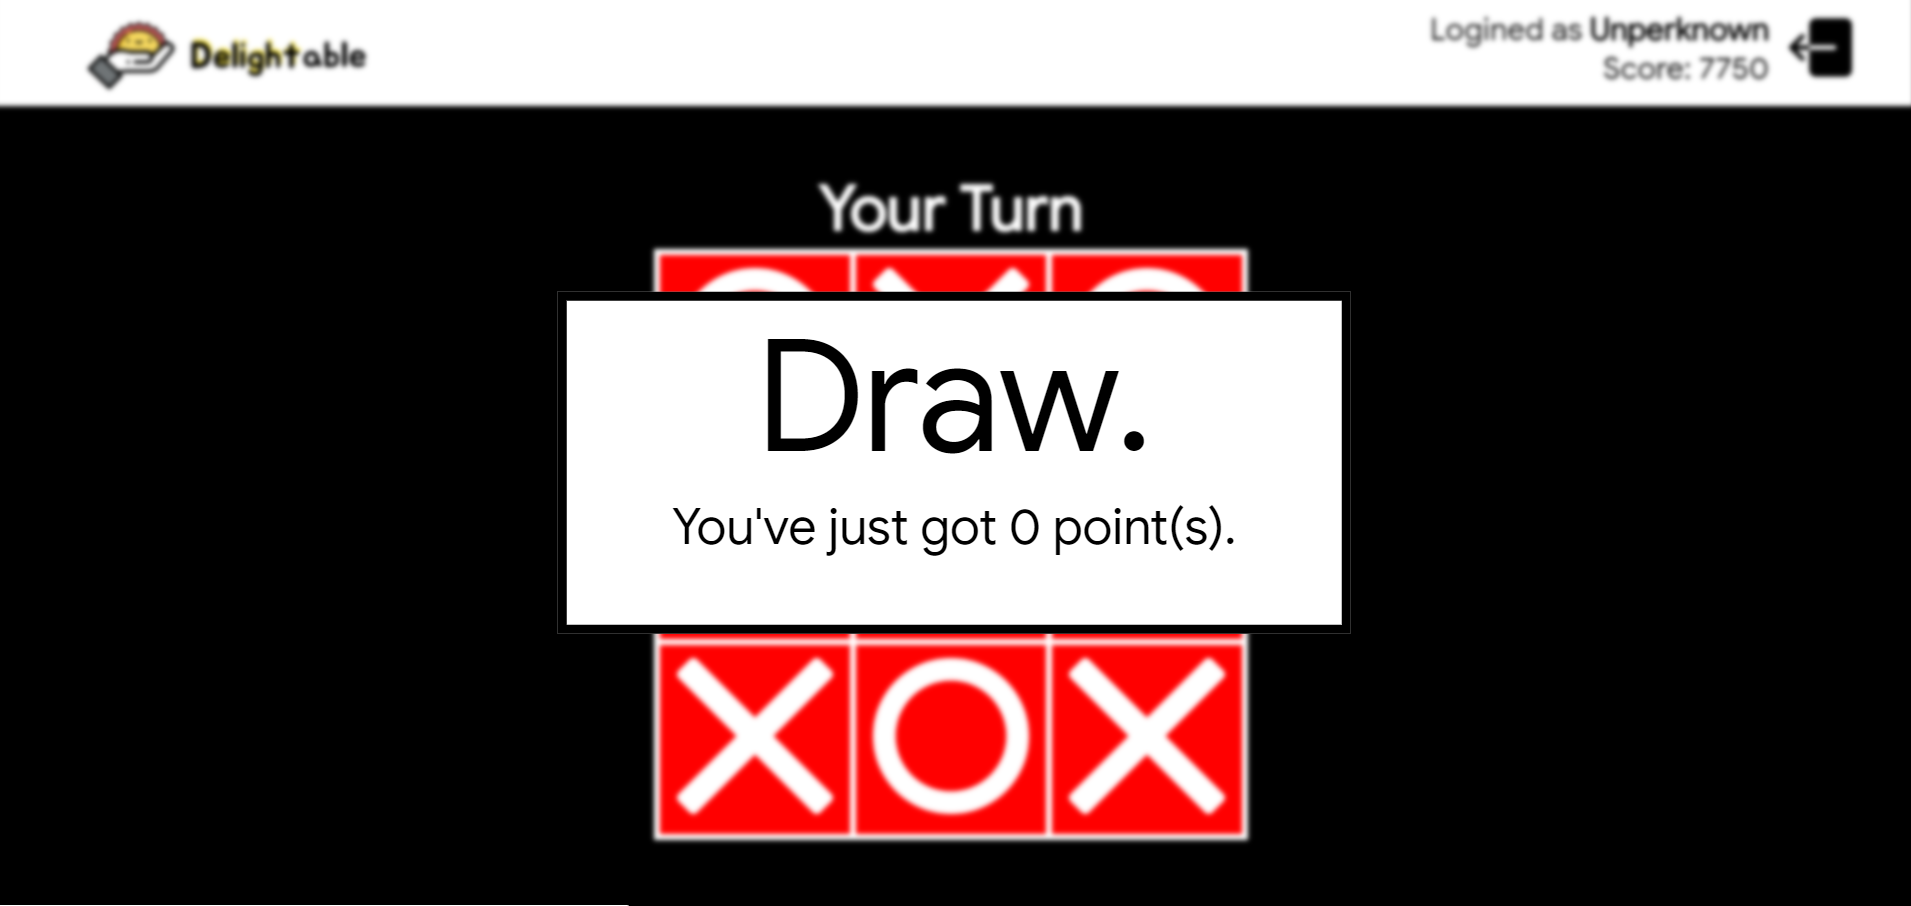 Delightable
Logined as Unperknown
Score: 7750
Your Turn
Draw.
You've just got 0 point(s).